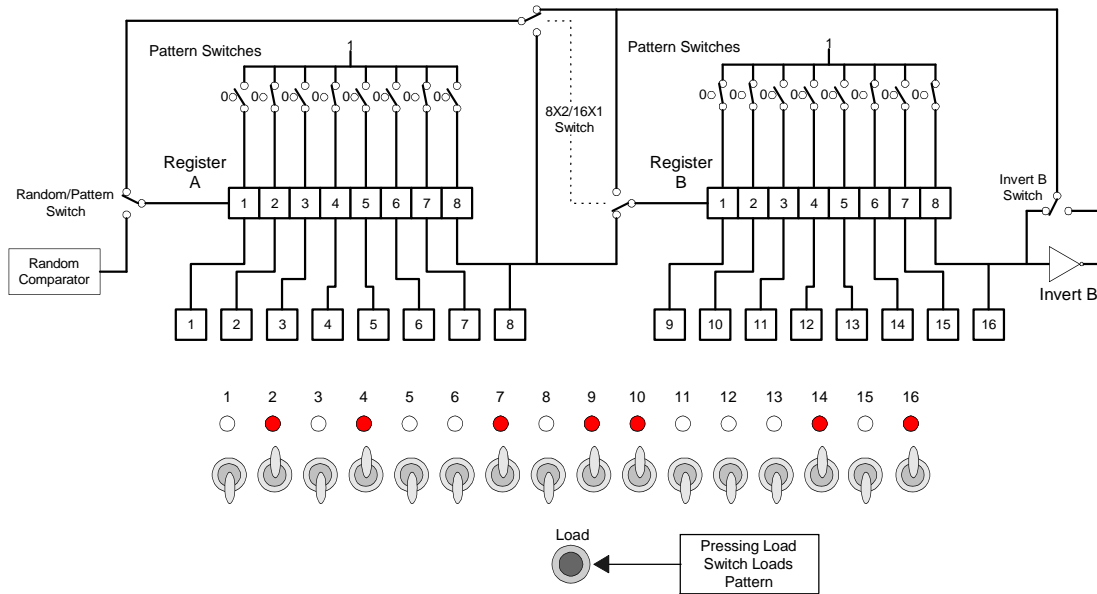 1
1
Pattern Switches
Pattern Switches
0 0 0 0 0 0 0 0
0 0 0 0 0 0 0 0
8X2/16X1
Switch
Register
A
Register
B
Random/Pattern
Switch
Invert B
Switch
1 2 3 4 5 6 7 8
1 2 3 4 5 6 7 8
Random
Comparator
Invert B
1 2 3 4 5 6 7 8
9 10 11 12 13 14 15 16
1 2 3 4 5 6 7 8 9 10 11 12 13 14 15 16
Load
Pressing Load
Switch Loads
Pattern